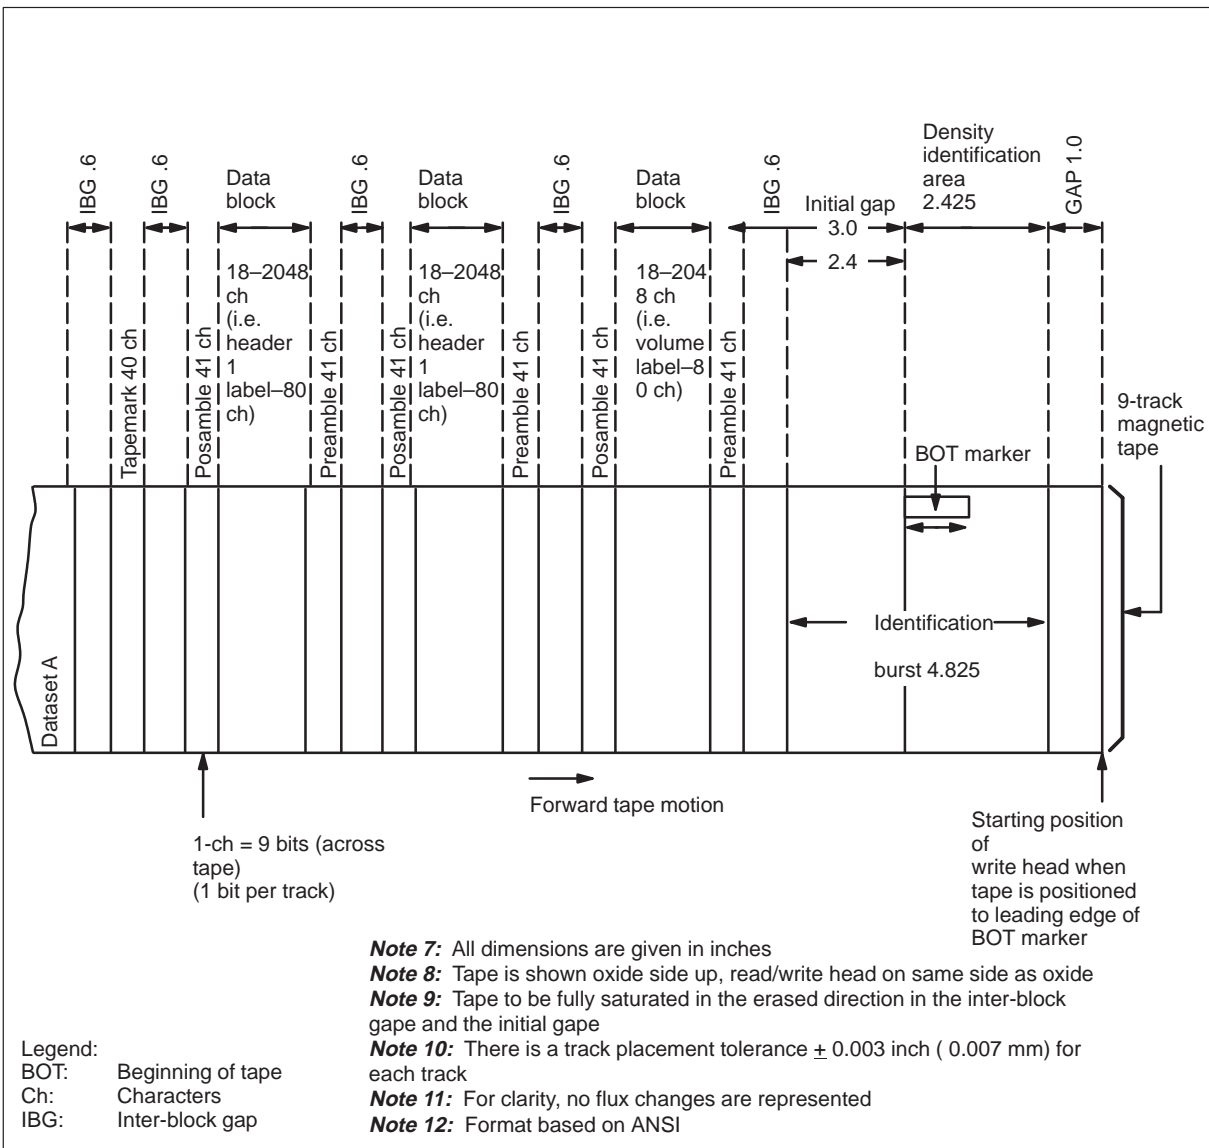 IBG .6
IBG .6
Data
block
IBG .6
Data
block
IBG .6
Data
block
IBG .6
Initial gap
3.0
2.4
Density
identification
area
2.425
GAP 1.0
Tapemark 40 ch
Posamble 41 ch
18–2048
ch
(i.e.
header
1
label–80
ch)
Preamble 41 ch
Posamble 41 ch
18–2048
ch
(i.e.
header
1
label–80
ch)
Preamble 41 ch
Posamble 41 ch
18–204
8 ch
(i.e.
volume
label–8
0 ch)
Preamble 41 ch
BOT marker
9-track
magnetic
tape
Dataset A
Identification
burst 4.825
Forward tape motion
1-ch = 9 bits (across
tape)
(1 bit per track)
Starting position
of
write head when
tape is positioned
to leading edge of
BOT marker
Note 7: All dimensions are given in inches
Note 8: Tape is shown oxide side up, read/write head on same side as oxide
Note 9: Tape to be fully saturated in the erased direction in the inter-block
gape and the initial gape
Note 10: There is a track placement tolerance ± 0.003 inch ( 0.007 mm) for
each track
Note 11: For clarity, no flux changes are represented
Note 12: Format based on ANSI
Legend:
BOT: Beginning of tape
Ch: Characters
IBG: Inter-block gap